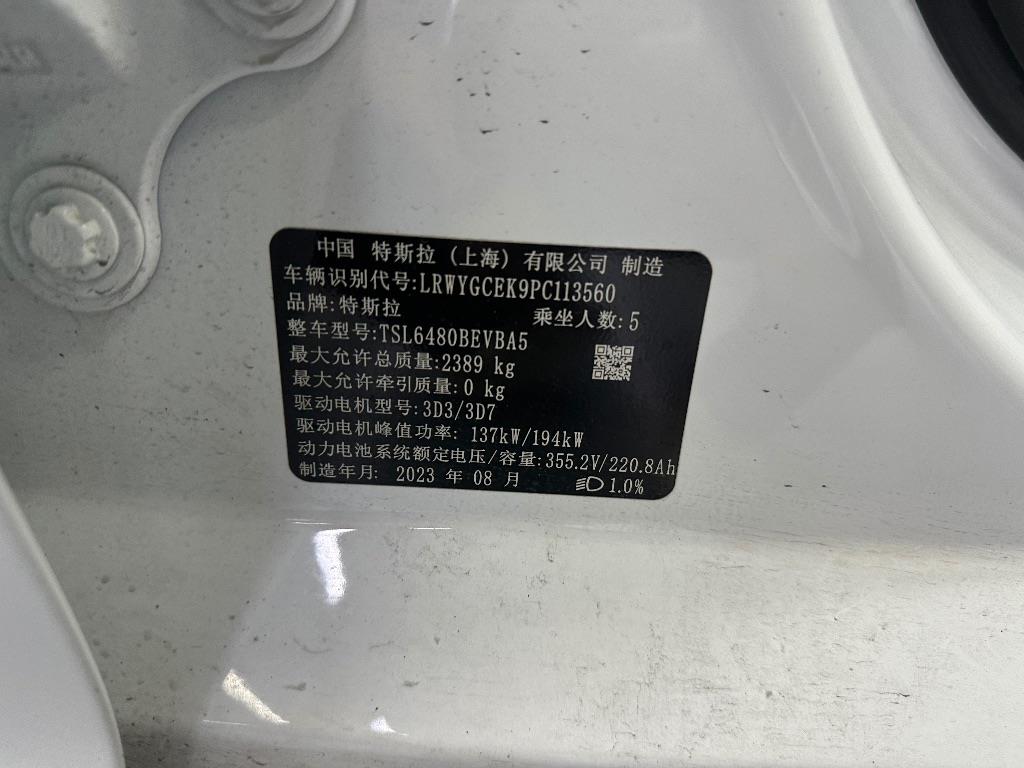 中国 特斯拉（上海）有限公司 制造
车辆识别代号:LRWYGCEK9PC113560
品牌:特斯拉 乘坐人数:5
整车型号:TSL6480BEVBA5
最大允许总质量:2389 kg
最大允许牵引质量:0 kg
驱动电机型号:3D3/3D7
驱动电机峰值功率: 137kW/194kW
动力电池系统额定电压/容量:355.2V/220.8Ah
制造年月: 2023 年 08 月 1.0%